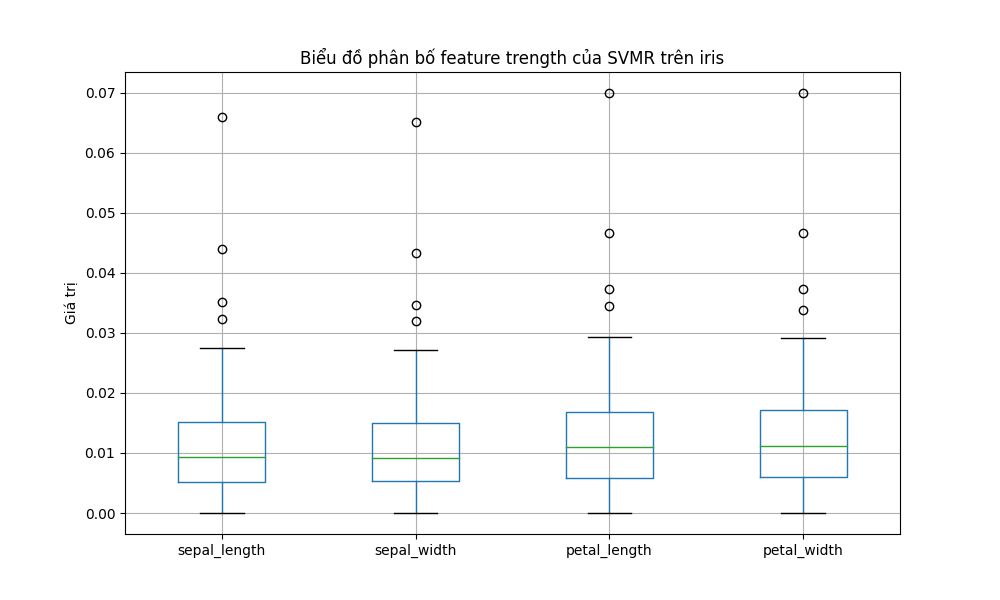 Biểu đồ phân bố feature trength của SVMR trên iris
Giá trị
0.07
0.06
0.05
0.04
0.03
0.02
0.01
0.00
sepal_length
sepal_width
petal_length
petal_width